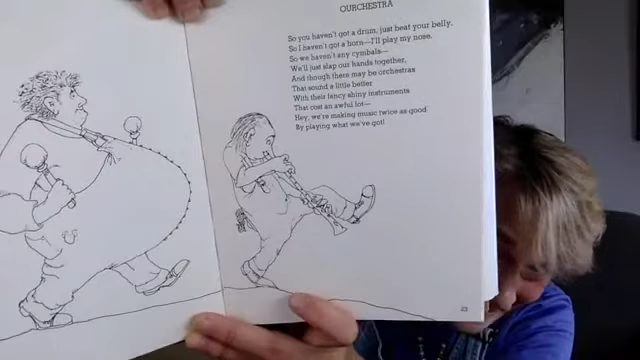 OURCHESTRA
So you haven't got a drum, just beat your belly.
So I haven't got a horn—I'll play my nose.
So we haven't any cymbals—
We'll just slap our hands together,
And though there may be orchestras
That sound a little better
With their fancy shiny instruments
That cost an awful lot—
Hey, we're making music twice as good
By playing what we've got!
23